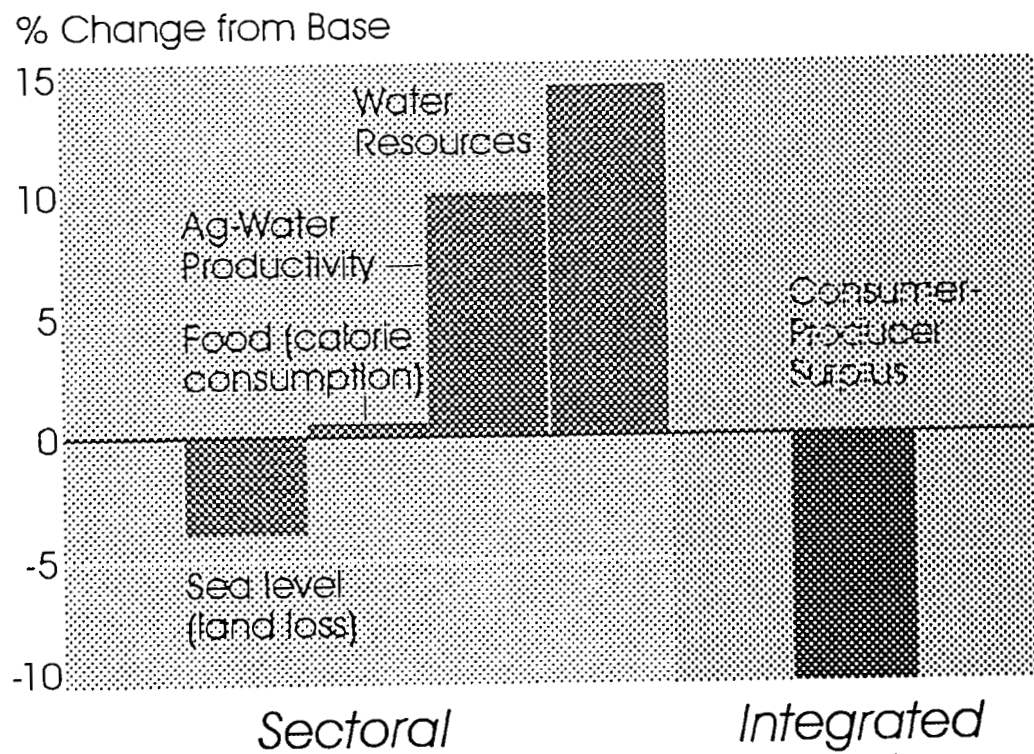 % Change from Base
15
Water
Resources
10
Ag-Water
Productivity
5
Consumer-
Producer
Surplus
Food (calorie
consumption)
0
-5
Sea level
(land loss)
-10
Sectoral
Integrated